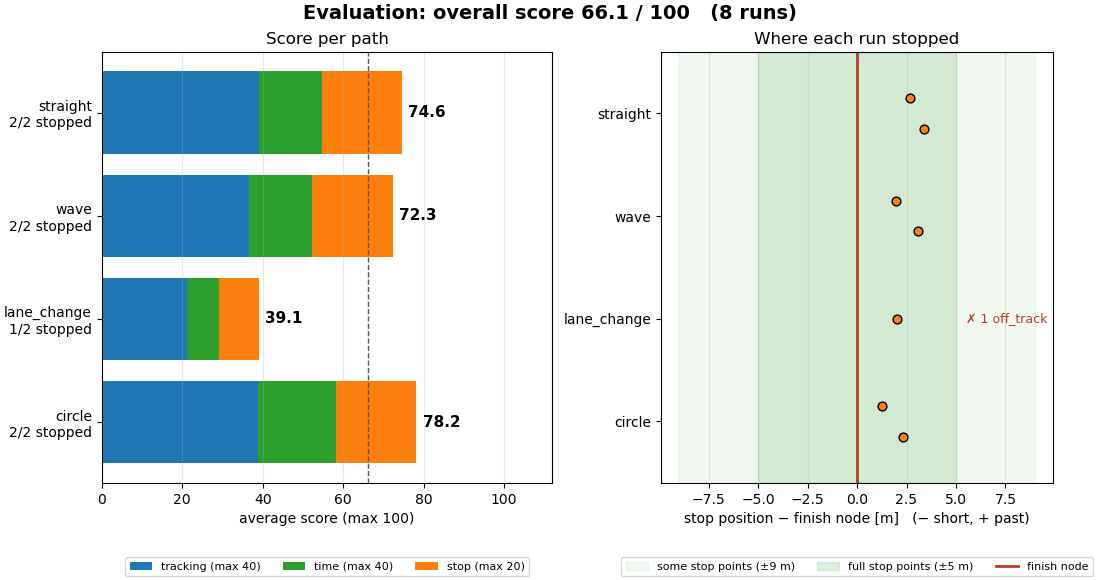 Evaluation: overall score 66.1 / 100   (8 runs)
Score per path
straight
2/2 stopped
74.6
wave
2/2 stopped
72.3
lane_change
1/2 stopped
39.1
circle
2/2 stopped
78.2
0 20 40 60 80 100
average score (max 100)
tracking (max 40) time (max 40) stop (max 20)
Where each run stopped
straight
wave
lane_change
✗ 1 off_track
circle
−7.5 −5.0 −2.5 0.0 2.5 5.0 7.5
stop position − finish node [m]   (− short, + past)
some stop points (±9 m) full stop points (±5 m) finish node